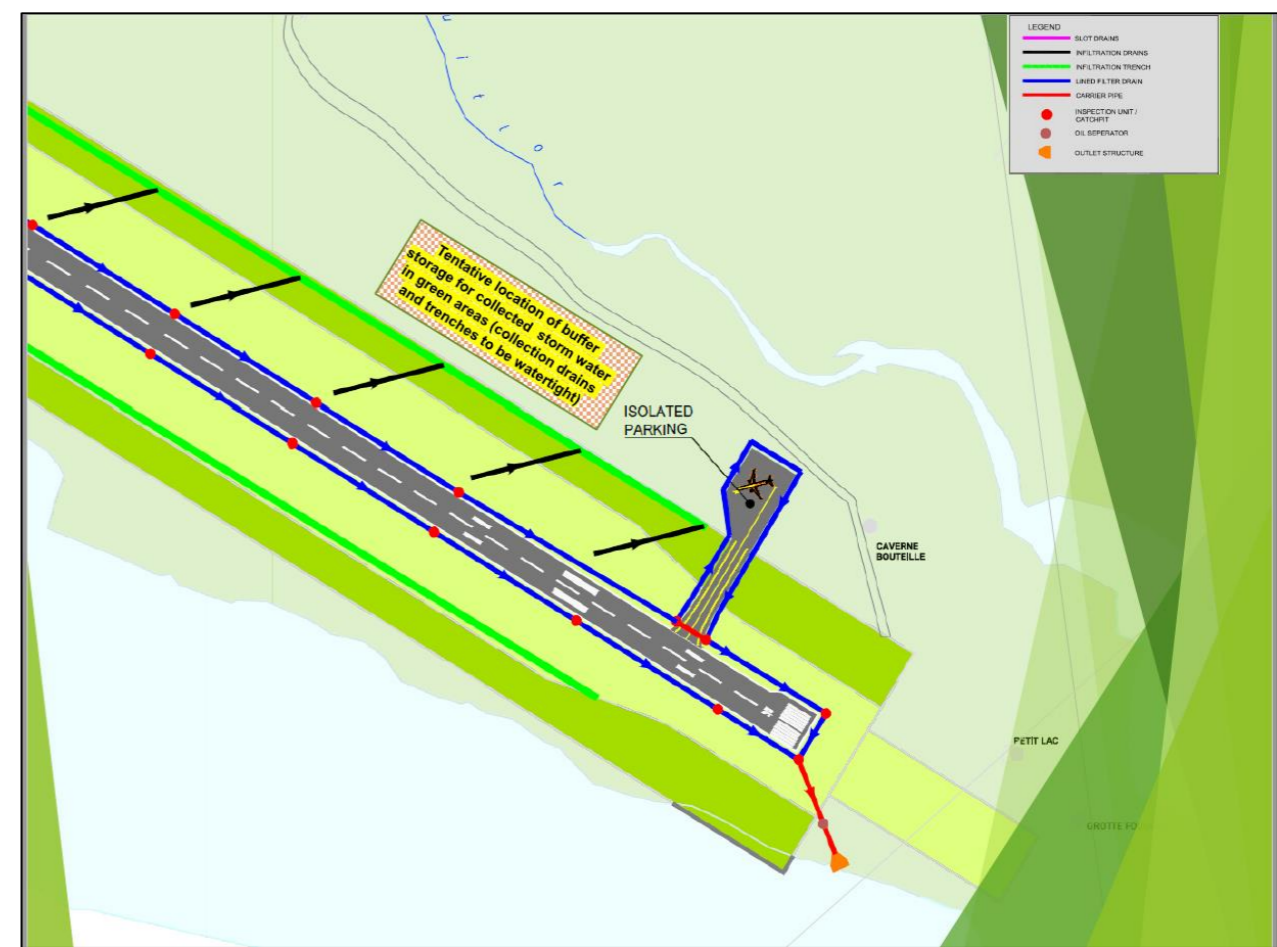 LEGEND
SLOT DRAINS
INFILTRATION DRAINS
INFILTRATION TRENCH
LINED FILTER DRAIN
CARRIER PIPE
INSPECTION UNIT /
CATCHPIT
OIL SEPERATOR
OUTLET STRUCTURE
Tentative location of buffer
storage for collected storm water
in green areas (collection drains
and trenches to be watertight)
ISOLATED
PARKING
CAVERNE
BOUTEILLE
PETIT LAC
GROTTE